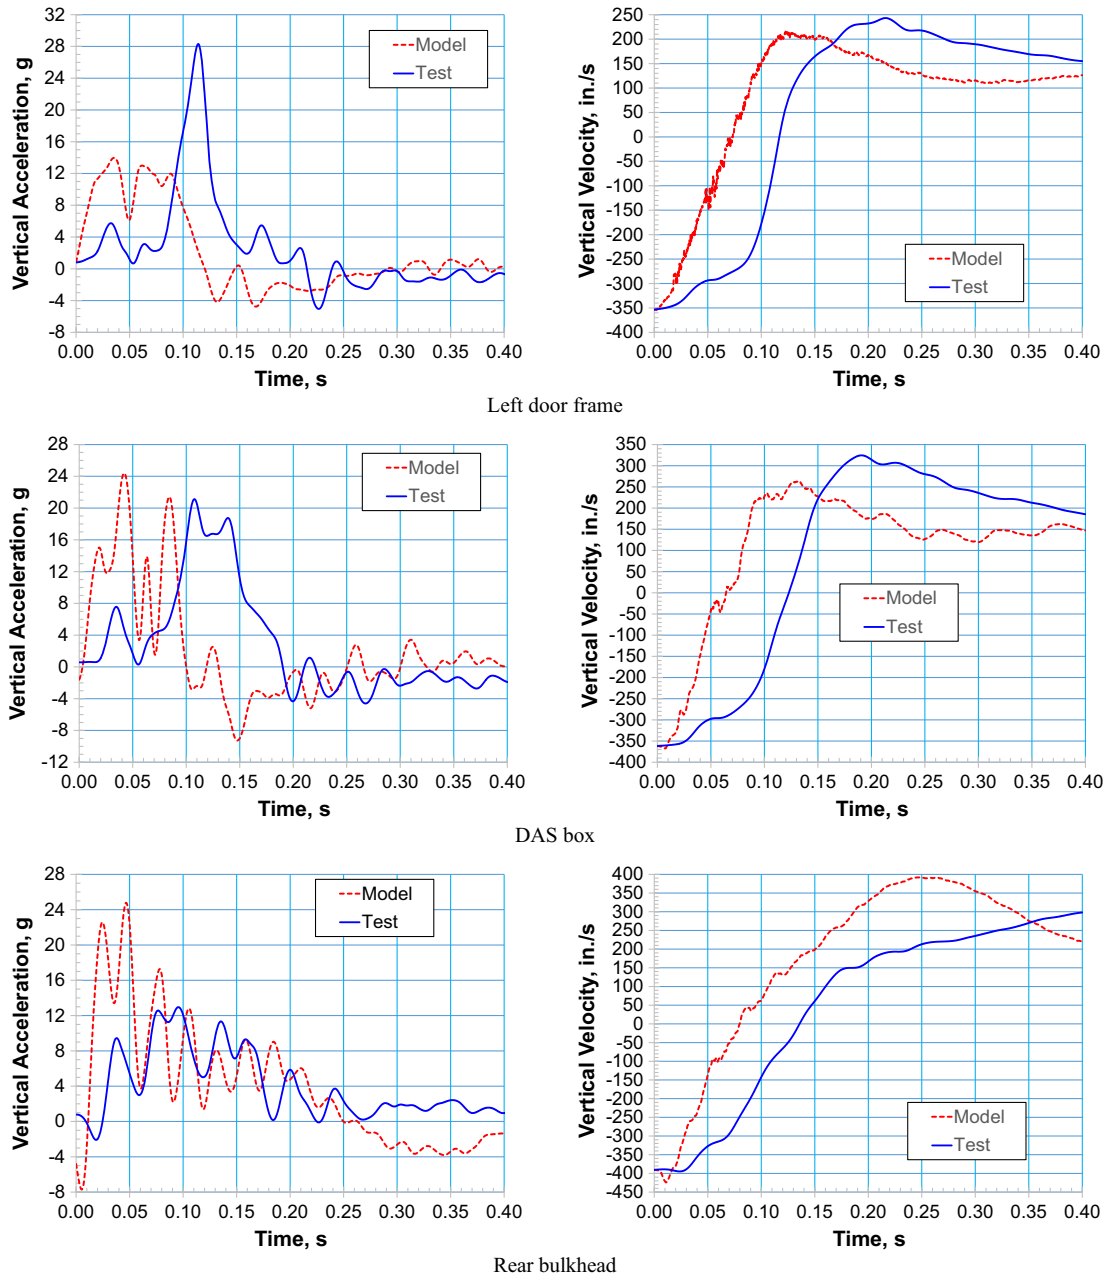 Vertical Acceleration, g
32
28
24
20
16
12
8
4
0
-4
-8
0.00 0.05 0.10 0.15 0.20 0.25 0.30 0.35 0.40
Time, s
Model
Test
Vertical Velocity, in./s
250
200
150
100
50
0
-50
-100
-150
-200
-250
-300
-350
-400
0.00 0.05 0.10 0.15 0.20 0.25 0.30 0.35 0.40
Time, s
Model
Test
Left door frame
Vertical Acceleration, g
28
24
20
16
12
8
4
0
-4
-8
-12
0.00 0.05 0.10 0.15 0.20 0.25 0.30 0.35 0.40
Time, s
Model
Test
Vertical Velocity, in./s
350
300
250
200
150
100
50
0
-50
-100
-150
-200
-250
-300
-350
-400
0.00 0.05 0.10 0.15 0.20 0.25 0.30 0.35 0.40
Time, s
Model
Test
DAS box
Vertical Acceleration, g
28
24
20
16
12
8
4
0
-4
-8
0.00 0.05 0.10 0.15 0.20 0.25 0.30 0.35 0.40
Time, s
Model
Test
Vertical Velocity, in./s
400
350
300
250
200
150
100
50
0
-50
-100
-150
-200
-250
-300
-350
-400
-450
0.00 0.05 0.10 0.15 0.20 0.25 0.30 0.35 0.40
Time, s
Model
Test
Rear bulkhead